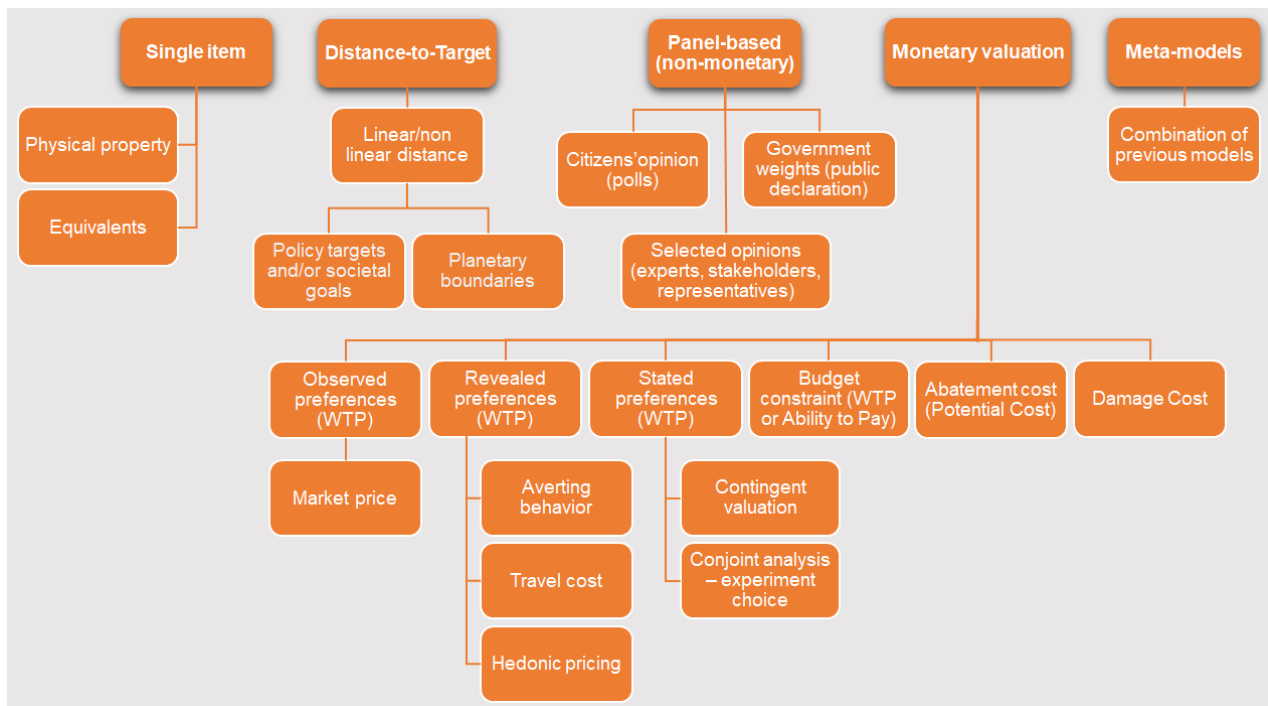 Single item
Distance-to-Target
Panel-based
(non-monetary)
Monetary valuation
Meta-models
Physical property
Equivalents
Linear/non
linear distance
Policy targets
and/or societal
goals
Planetary
boundaries
Citizens’opinion
(polls)
Government
weights (public
declaration)
Selected opinions
(experts, stakeholders,
representatives)
Combination of
previous models
Observed
preferences
(WTP)
Revealed
preferences
(WTP)
Stated
preferences
(WTP)
Budget
constraint (WTP
or Ability to Pay)
Abatement cost
(Potential Cost)
Damage Cost
Market price
Averting
behavior
Travel cost
Hedonic pricing
Contingent
valuation
Conjoint analysis
– experiment
choice